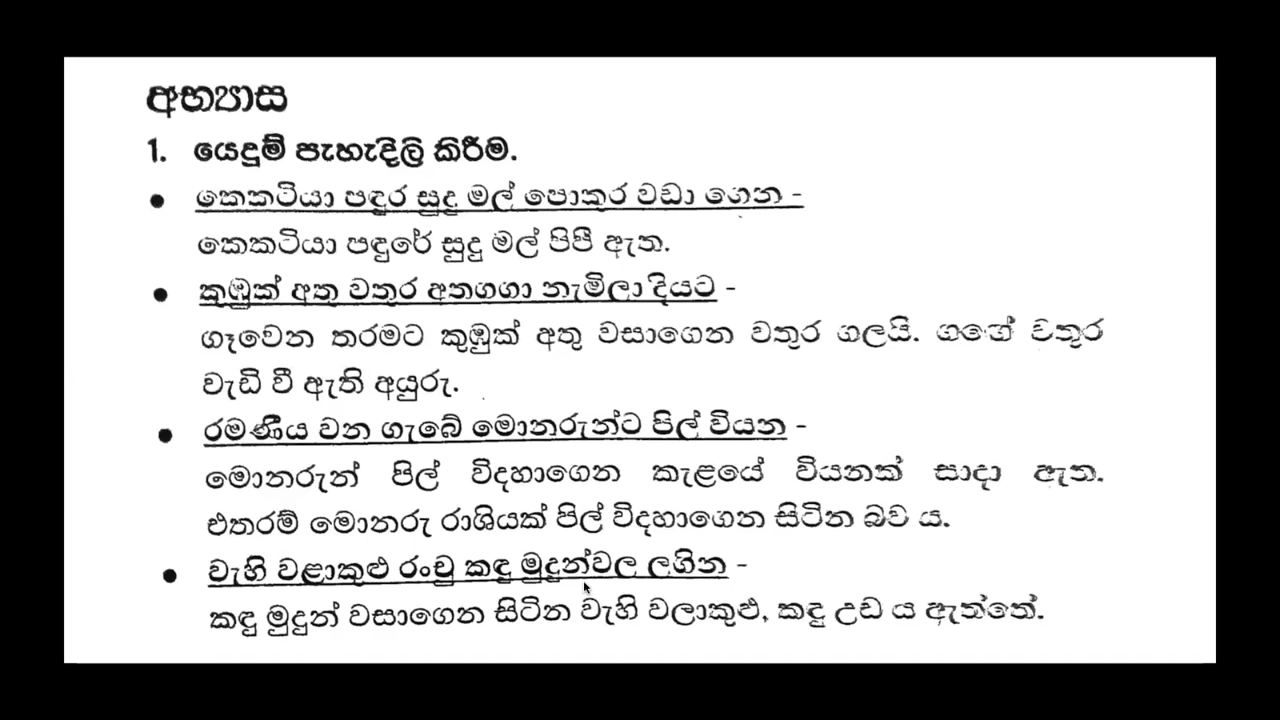 අභ්‍යාස
1. යෙදුම් පැහැදිලි කිරීම.
• කෙකටියා පඳුර සුදු මල් පොකුර වඩා ගෙන -
කෙකටියා පඳුරේ සුදු මල් පිපී ඇත.
• කුඹුක් අතු වතුර අතගගා නැමිලා දියට -
ගෑවෙන තරමට කුඹුක් අතු වසාගෙන වතුර ගලයි. ගඟේ වතුර
වැඩි වී ඇති අයුරු.
• රමණීය වන ගැබේ මොනරුන්ට පිල් වියන -
මොනරුන් පිල් විදහාගෙන කැළයේ වියනක් සාදා ඇත.
එතරම් මොනරු රාශියක් පිල් විදහාගෙන සිටින බව ය.
• වැහි වළාකුළු රංචු කඳු මුදුන්වල ලගින -
කඳු මුදුන් වසාගෙන සිටින වැහි වලාකුළු, කඳු උඩ ය ඇත්තේ.